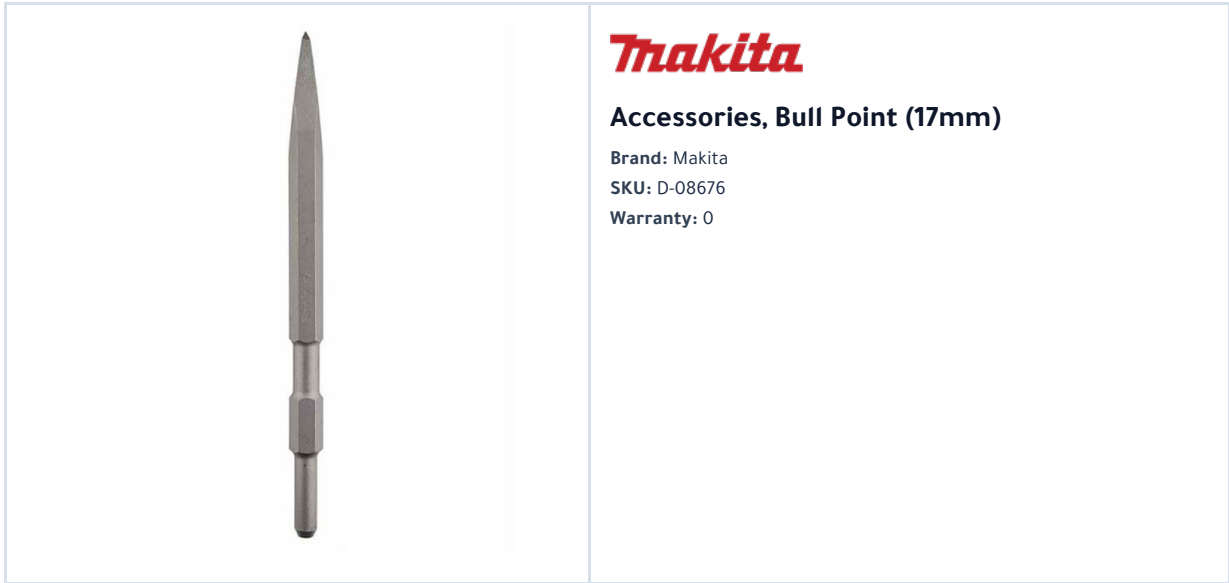 makita
Accessories, Bull Point (17mm)
Brand: Makita
SKU: D-08676
Warranty: 0